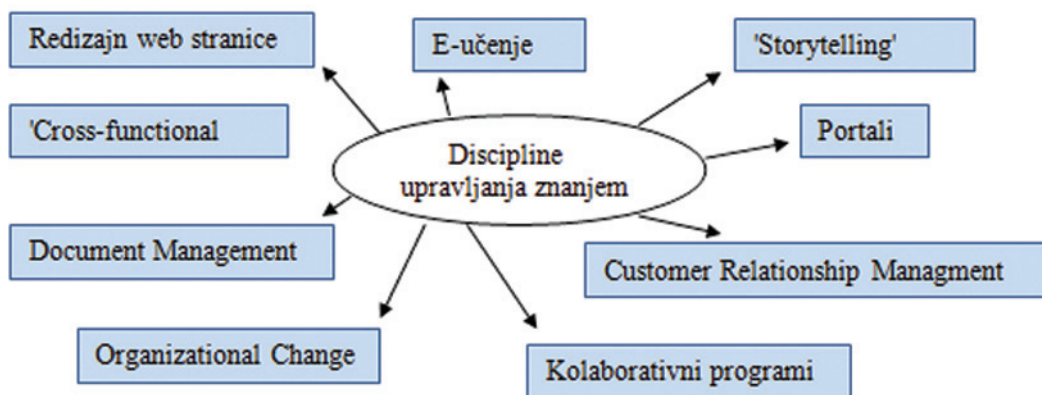 Redizajn web stranice
E-učenje
'Storytelling'
'Cross-functional
Portali
Discipline
upravljanja znanjem
Document Management
Customer Relationship Managment
Organizational Change
Kolaborativni programi